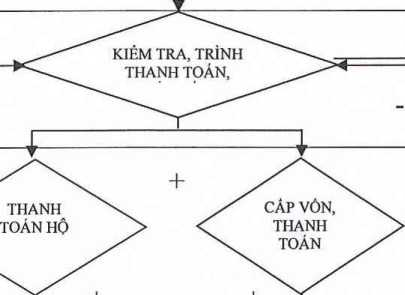 KIỂM TRA, TRÌNH
THANH TOÁN,
-
+
THANH
TOÁN HỘ
CẤP VỐN,
THANH
TOÁN